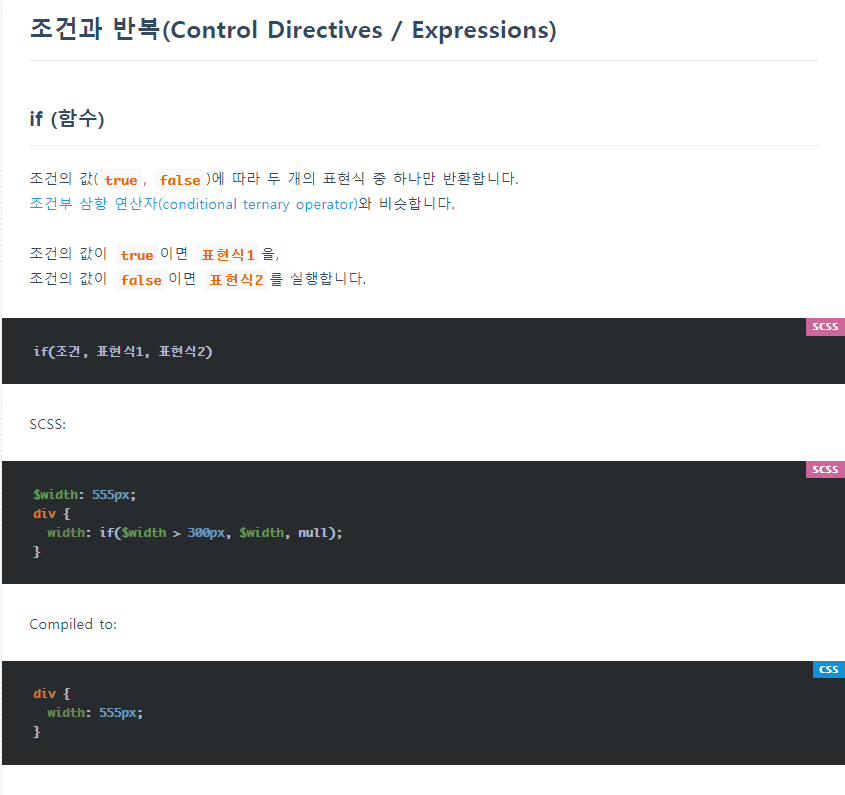 조건과 반복(Control Directives / Expressions)
if (함수)
조건의 값( true, false )에 따라 두 개의 표현식 중 하나만 반환합니다.
조건부 삼항 연산자(conditional ternary operator)와 비슷합니다.
조건의 값이 true 이면 표현식1 을,
조건의 값이 false 이면 표현식2 를 실행합니다.
SCSS
if(조건, 표현식1, 표현식2)
SCSS:
SCSS
$width: 555px;
div {
  width: if($width > 300px, $width, null);
}
Compiled to:
CSS
div {
  width: 555px;
}